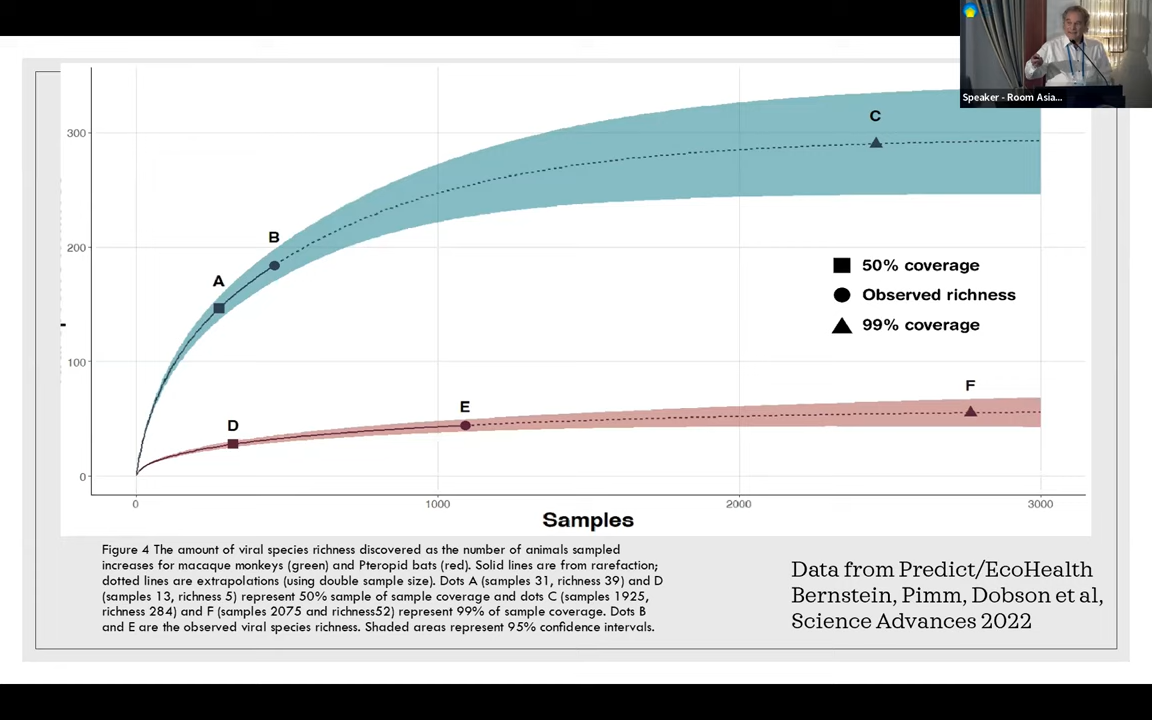 Speaker - Room Asia...
300
200
100
0
A
B
C
D
E
F
50% coverage
Observed richness
99% coverage
0
1000
2000
3000
Samples
Figure 4 The amount of viral species richness discovered as the number of animals sampled
increases for macaque monkeys (green) and Pteropid bats (red). Solid lines are from rarefaction;
dotted lines are extrapolations (using double sample size). Dots A (samples 31, richness 39) and D
(samples 13, richness 5) represent 50% sample of sample coverage and dots C (samples 1925,
richness 284) and F (samples 2075 and richness52) represent 99% of sample coverage. Dots B
and E are the observed viral species richness. Shaded areas represent 95% confidence intervals.
Data from Predict/EcoHealth
Bernstein, Pimm, Dobson et al,
Science Advances 2022